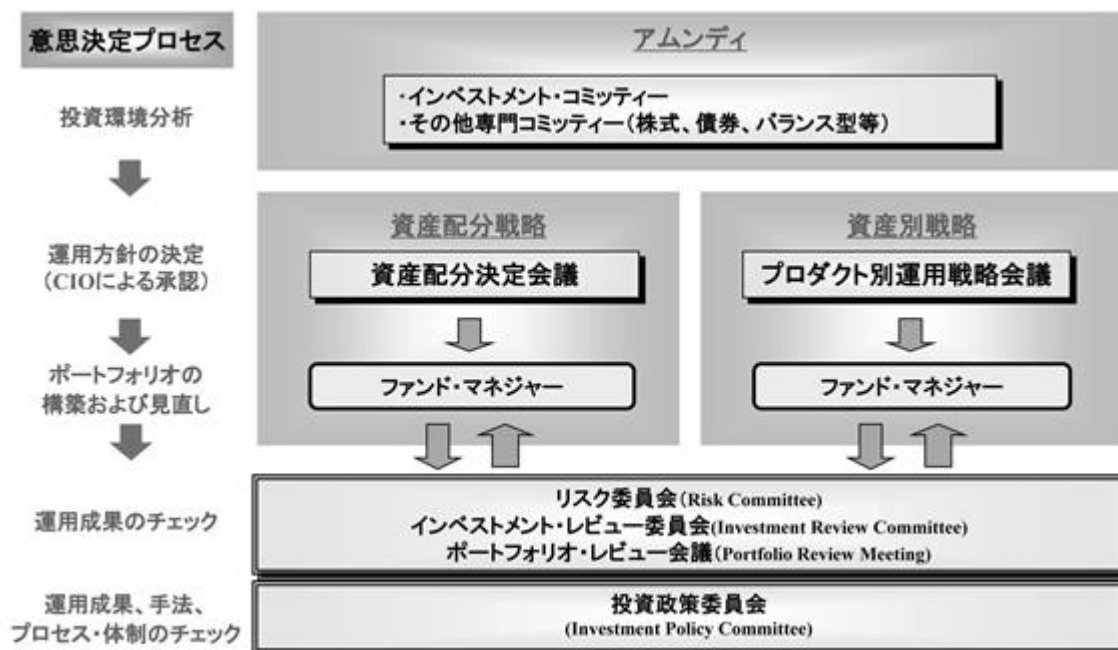 意思決定プロセス
アムンディ
・インベストメント・コミッティー
・その他専門コミッティー(株式、債券、バランス型等)
投資環境分析
資産配分戦略
資産別戦略
運用方針の決定
(CIOによる承認)
資産配分決定会議
プロダクト別運用戦略会議
ポートフォリオの
構築および見直し
ファンド・マネジャー
ファンド・マネジャー
運用成果のチェック
リスク委員会(Risk Committee)
インベストメント・レビュー委員会(Investment Review Committee)
ポートフォリオ・レビュー会議(Portfolio Review Meeting)
運用成果、手法、
プロセス・体制のチェック
投資政策委員会
(Investment Policy Committee)